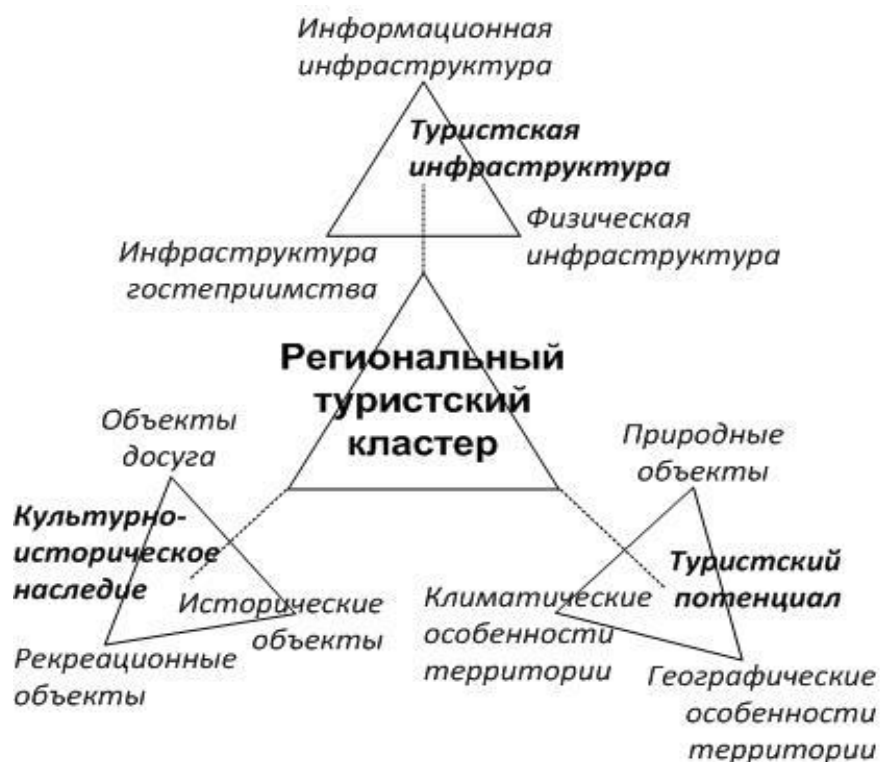 Информационная
инфраструктура
Туристская
инфраструктура
Инфраструктура
гостеприимства
Физическая
инфраструктура
Региональный
туристский
кластер
Объекты
досуга
Культурно-
историческое
наследие
Исторические
объекты
Рекреационные
объекты
Природные
объекты
Туристский
потенциал
Климатические
особенности
территории
Географические
особенности
территории